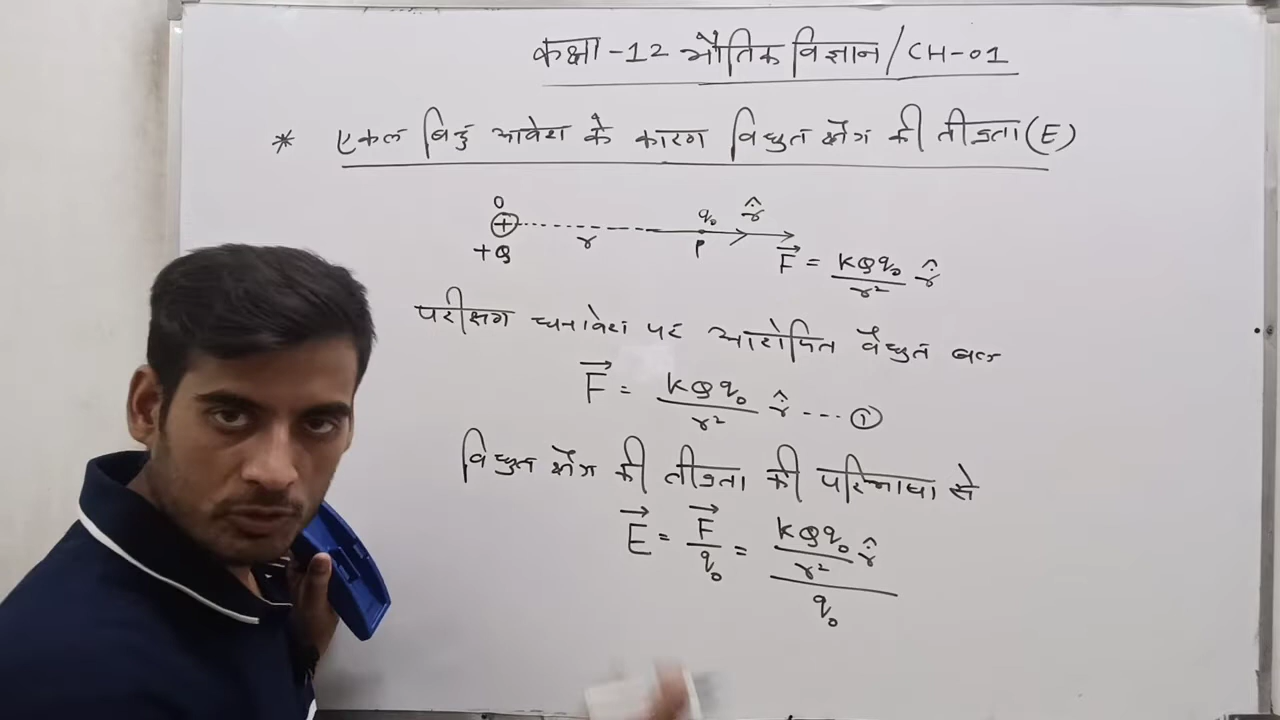 कक्षा-12 भौतिक विज्ञान/CH-01
* एकल बिंदु आवेश के कारण विद्युत क्षेत्र की तीव्रता (E)
O q₀ r̂
+ r P
+Q F⃗ = kQq₀/r² r̂
परीक्षण धनावेश पर आरोपित वैद्युत बल
F⃗ = kQq₀/r² r̂ ---- ①
विद्युत क्षेत्र की तीव्रता की परिभाषा से
E⃗ = F⃗/q₀ = (kQq₀/r² r̂)/q₀